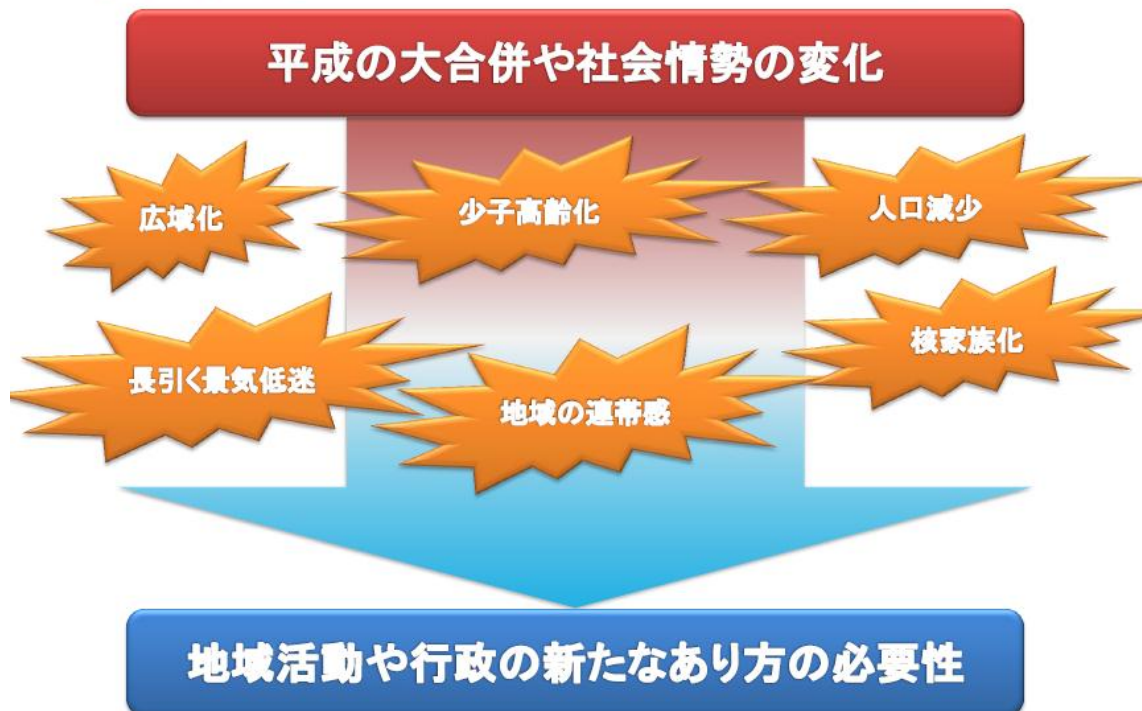 平成の大合併や社会情勢の変化
広域化
少子高齢化
人口減少
長引く景気低迷
地域の連帯感
核家族化
地域活動や行政の新たなあり方の必要性